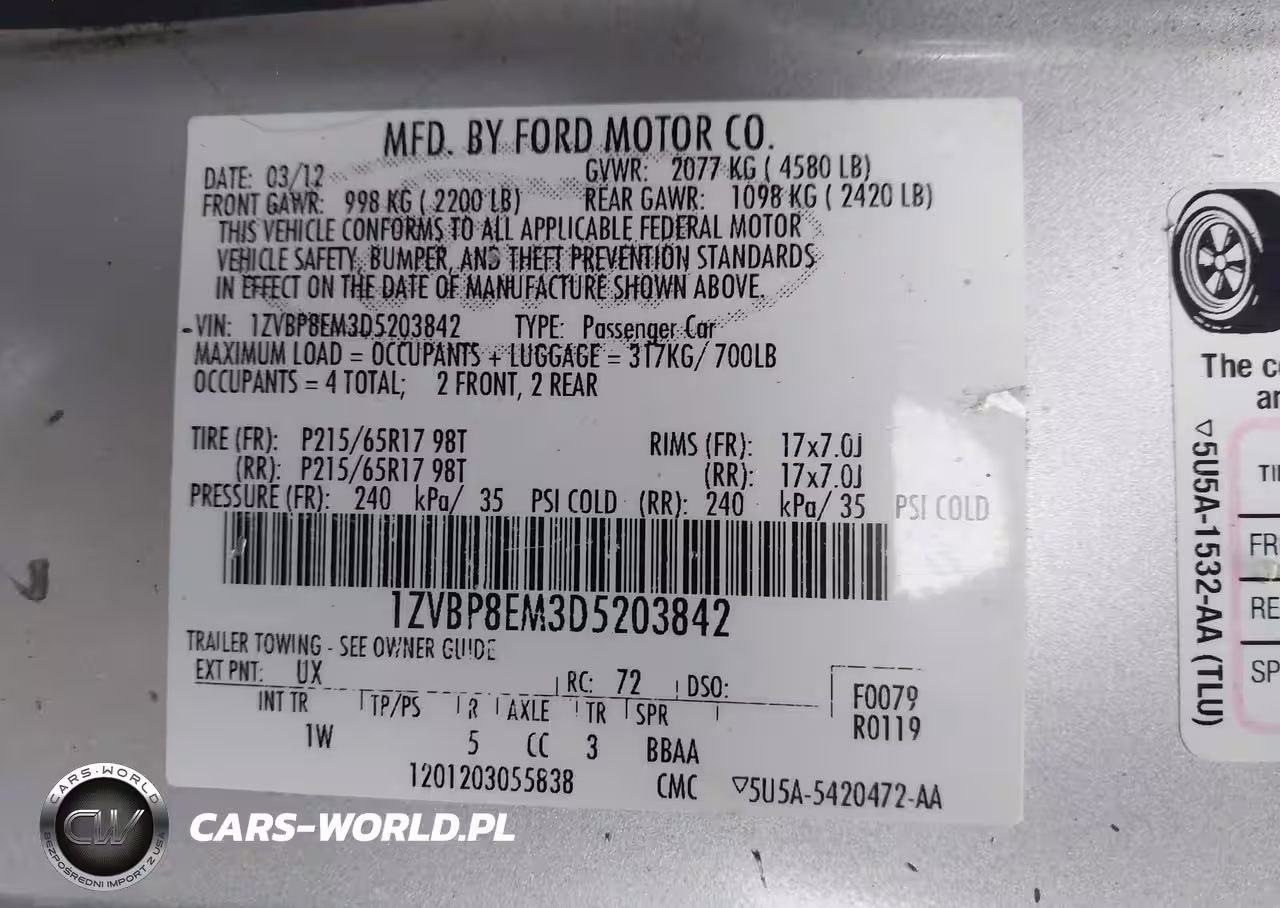 MFD. BY FORD MOTOR CO.
DATE: 03/12 GVWR: 2077 KG ( 4580 LB)
FRONT GAWR: 998 KG ( 2200 LB) REAR GAWR: 1098 KG ( 2420 LB)
THIS VEHICLE CONFORMS TO ALL APPLICABLE FEDERAL MOTOR
VEHICLE SAFETY, BUMPER, AND THEFT PREVENTION STANDARDS
IN EFFECT ON THE DATE OF MANUFACTURE SHOWN ABOVE.
VIN: 1ZVBP8EM3D5203842 TYPE: Passenger Car
MAXIMUM LOAD = OCCUPANTS + LUGGAGE = 317KG/ 700LB
OCCUPANTS = 4 TOTAL; 2 FRONT, 2 REAR
TIRE (FR): P215/65R17 98T RIMS (FR): 17x7.0J
(RR): P215/65R17 98T (RR): 17x7.0J
PRESSURE (FR): 240 kPa/ 35 PSI COLD (RR): 240 kPa/ 35 PSI COLD
1ZVBP8EM3D5203842
TRAILER TOWING - SEE OWNER GUIDE
EXT PNT: UX RC: 72 DSO:
INT TR TP/PS R AXLE TR SPR
1W 5 CC 3 BBAA
F0079
R0119
1201203055838 CMC ▽5U5A-5420472-AA
The
▽5U5A-1532-AA (TLU)
FR
RE
SP
CARS-WORLD
CW
BEZPOŚREDNI IMPORT Z USA
CARS-WORLD.PL